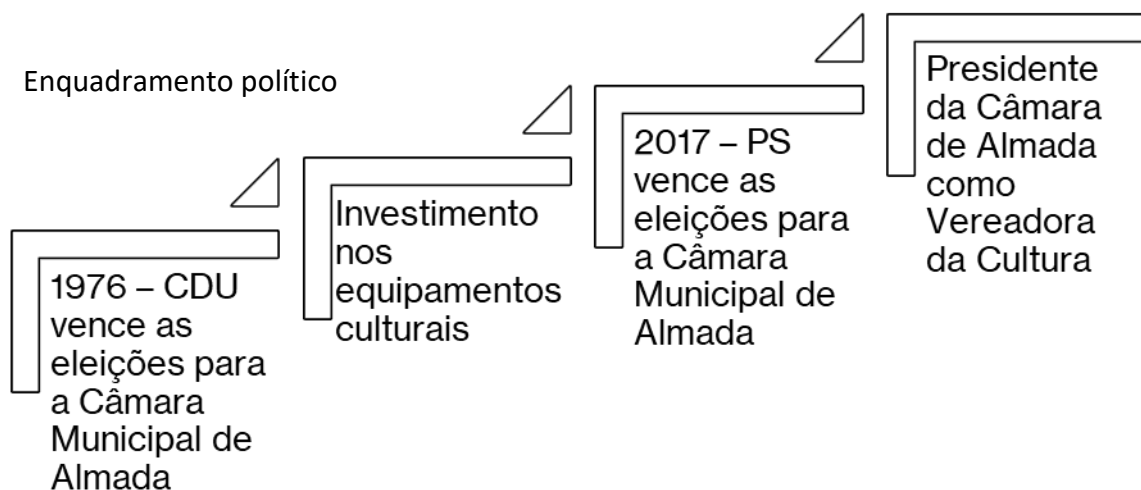 Enquadramento político
1976 – CDU
vence as
eleições para
a Câmara
Municipal de
Almada
Investimento
nos
equipamentos
culturais
2017 – PS
vence as
eleições para
a Câmara
Municipal de
Almada
Presidente
da Câmara
de Almada
como
Vereadora
da Cultura